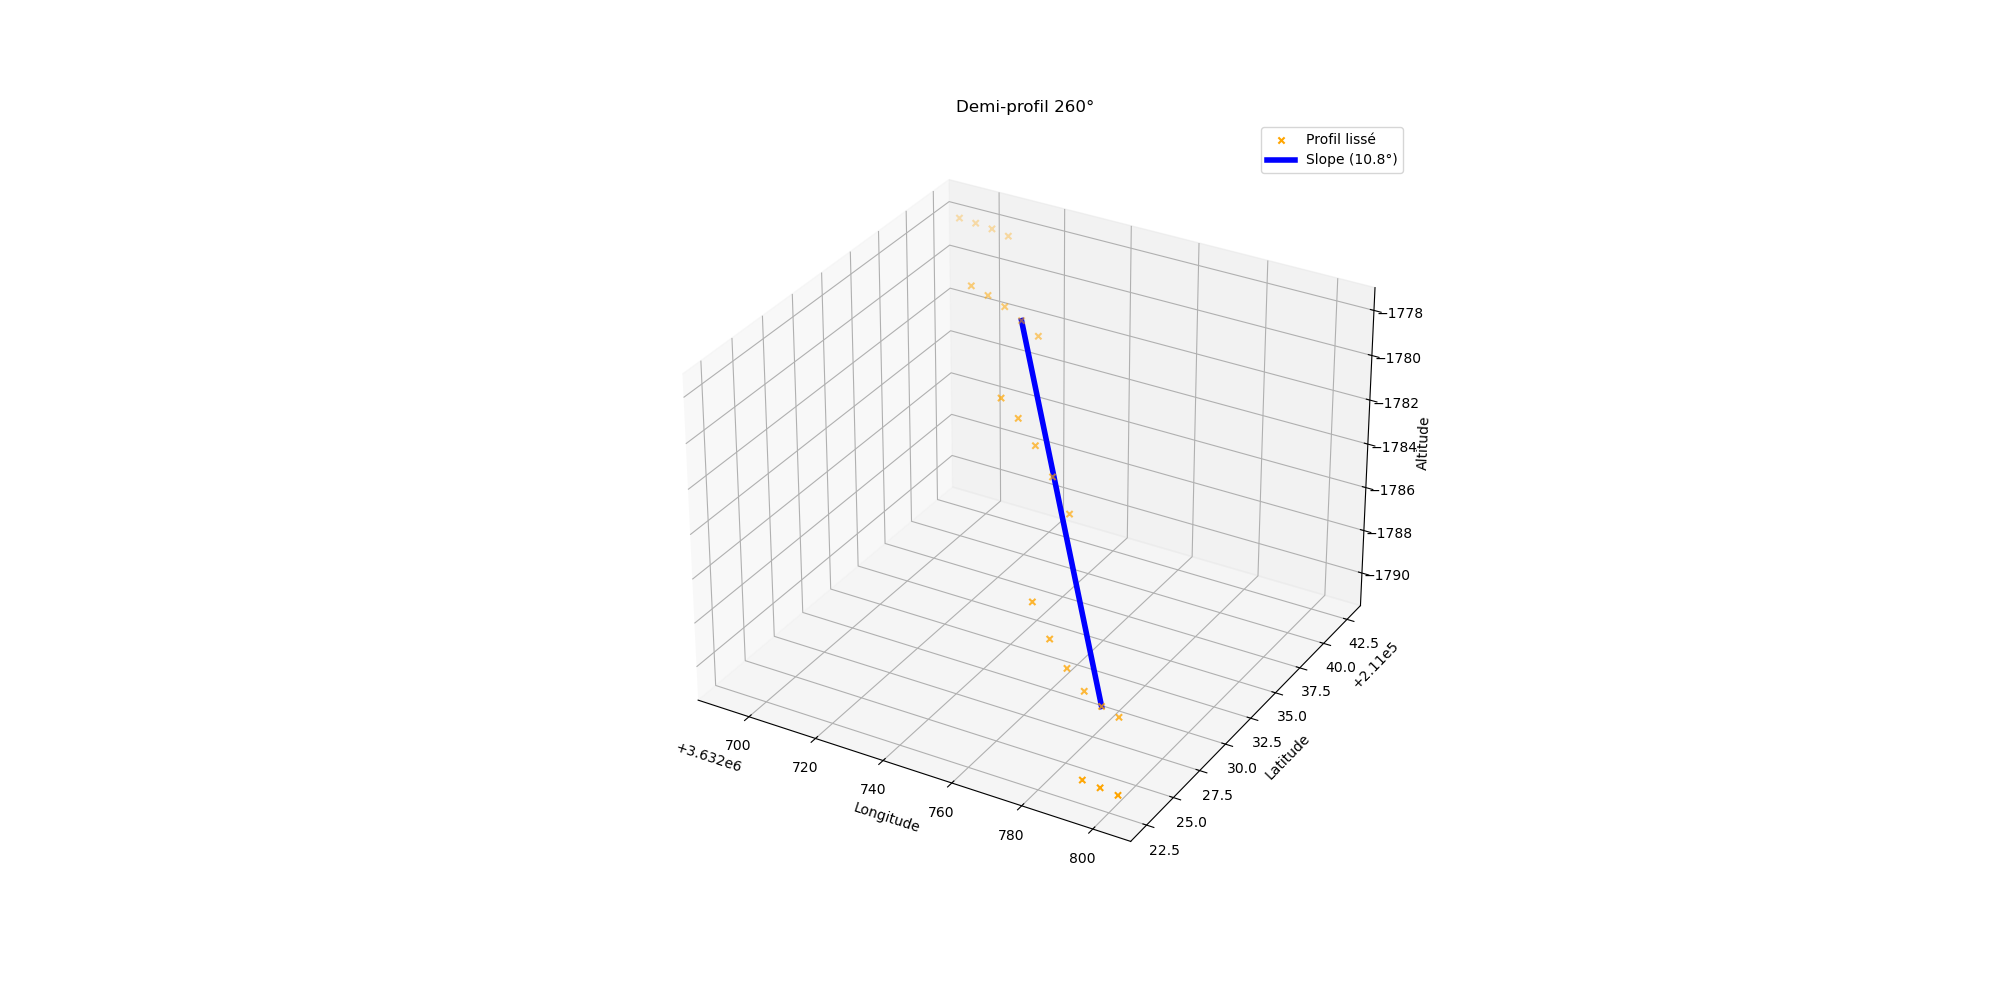 Demi-profil 260°
Profil lissé
Slope (10.8°)
−1778
−1780
−1782
−1784
−1786
−1788
−1790
Altitude
42.5
40.0
37.5
35.0
32.5
30.0
27.5
25.0
22.5
+2.11e5
Latitude
700
720
740
760
780
800
+3.632e6
Longitude